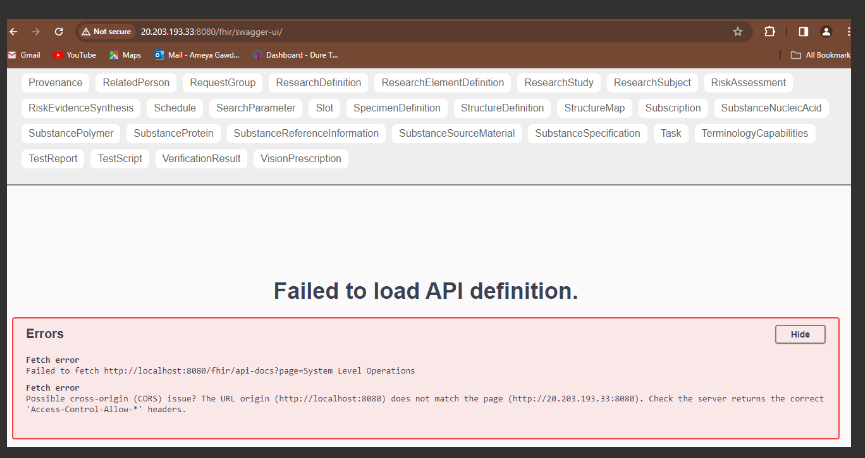 Not secure 20.203.193.33:8080/fhir/swagger-ui/
Gmail YouTube Maps Mail - Ameya Gawd... Dashboard - Dure T... All Bookmark
Provenance RelatedPerson RequestGroup ResearchDefinition ResearchElementDefinition ResearchStudy ResearchSubject RiskAssessment
RiskEvidenceSynthesis Schedule SearchParameter Slot SpecimenDefinition StructureDefinition StructureMap Subscription SubstanceNucleicAcid
SubstancePolymer SubstanceProtein SubstanceReferenceInformation SubstanceSourceMaterial SubstanceSpecification Task TerminologyCapabilities
TestReport TestScript VerificationResult VisionPrescription
Failed to load API definition.
Errors Hide
Fetch error
Failed to fetch http://localhost:8080/fhir/api-docs?page=System Level Operations
Fetch error
Possible cross-origin (CORS) issue? The URL origin (http://localhost:8080) does not match the page (http://20.203.193.33:8080). Check the server returns the correct
'Access-Control-Allow-*' headers.